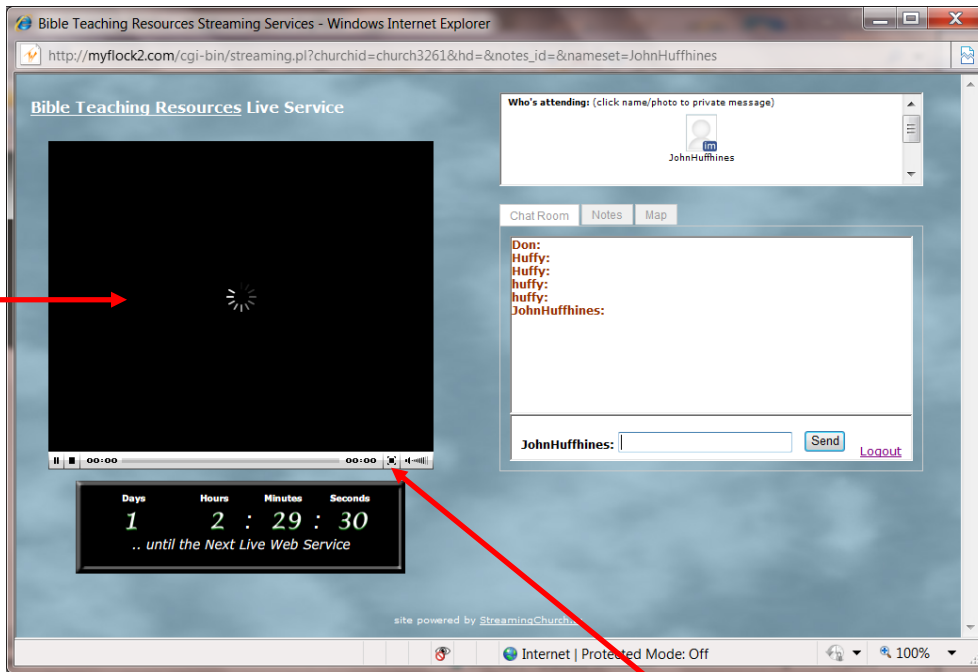 Bible Teaching Resources Streaming Services - Windows Internet Explorer
http://myflock2.com/cgi-bin/streaming.pl?churchid=church3261&hd=&notes_id=&nameset=JohnHuffhines
Bible Teaching Resources Live Service
Who's attending: (click name/photo to private message)
im
JohnHuffhines
Chat Room Notes Map
Don:
Huffy:
Huffy:
huffy:
huffy:
JohnHuffhines:
JohnHuffhines: Send
Logout
00:00 00:00
Days Hours Minutes Seconds
1 2 : 29 : 30
.. until the Next Live Web Service
site powered by
Internet | Protected Mode: Off 100%